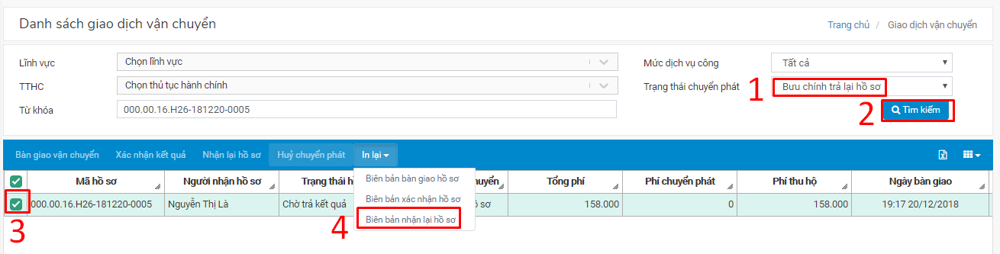 Danh sách giao dịch vận chuyển
Trang chủ / Giao dịch vận chuyển
Lĩnh vực Chọn lĩnh vực Mức dịch vụ công Tất cả
TTHC Chọn thủ tục hành chính Trạng thái chuyển phát 1 Bưu chính trả lại hồ sơ
Từ khóa 000.00.16.H26-181220-0005 2 Tìm kiếm
Bàn giao vận chuyển Xác nhận kết quả Nhận lại hồ sơ Huỷ chuyển phát In lại
Mã hồ sơ Người nhận hồ sơ Trạng thái h Biên bản bàn giao hồ sơ huyển Tổng phí Phí chuyển phát Phí thu hộ Ngày bàn giao
Biên bản xác nhận hồ sơ
000.00.16.H26-181220-0005 Nguyễn Thị Là Chờ trả kết quả ồ sơ 158.000 0 158.000 19:17 20/12/2018
3 4 Biên bản nhận lại hồ sơ